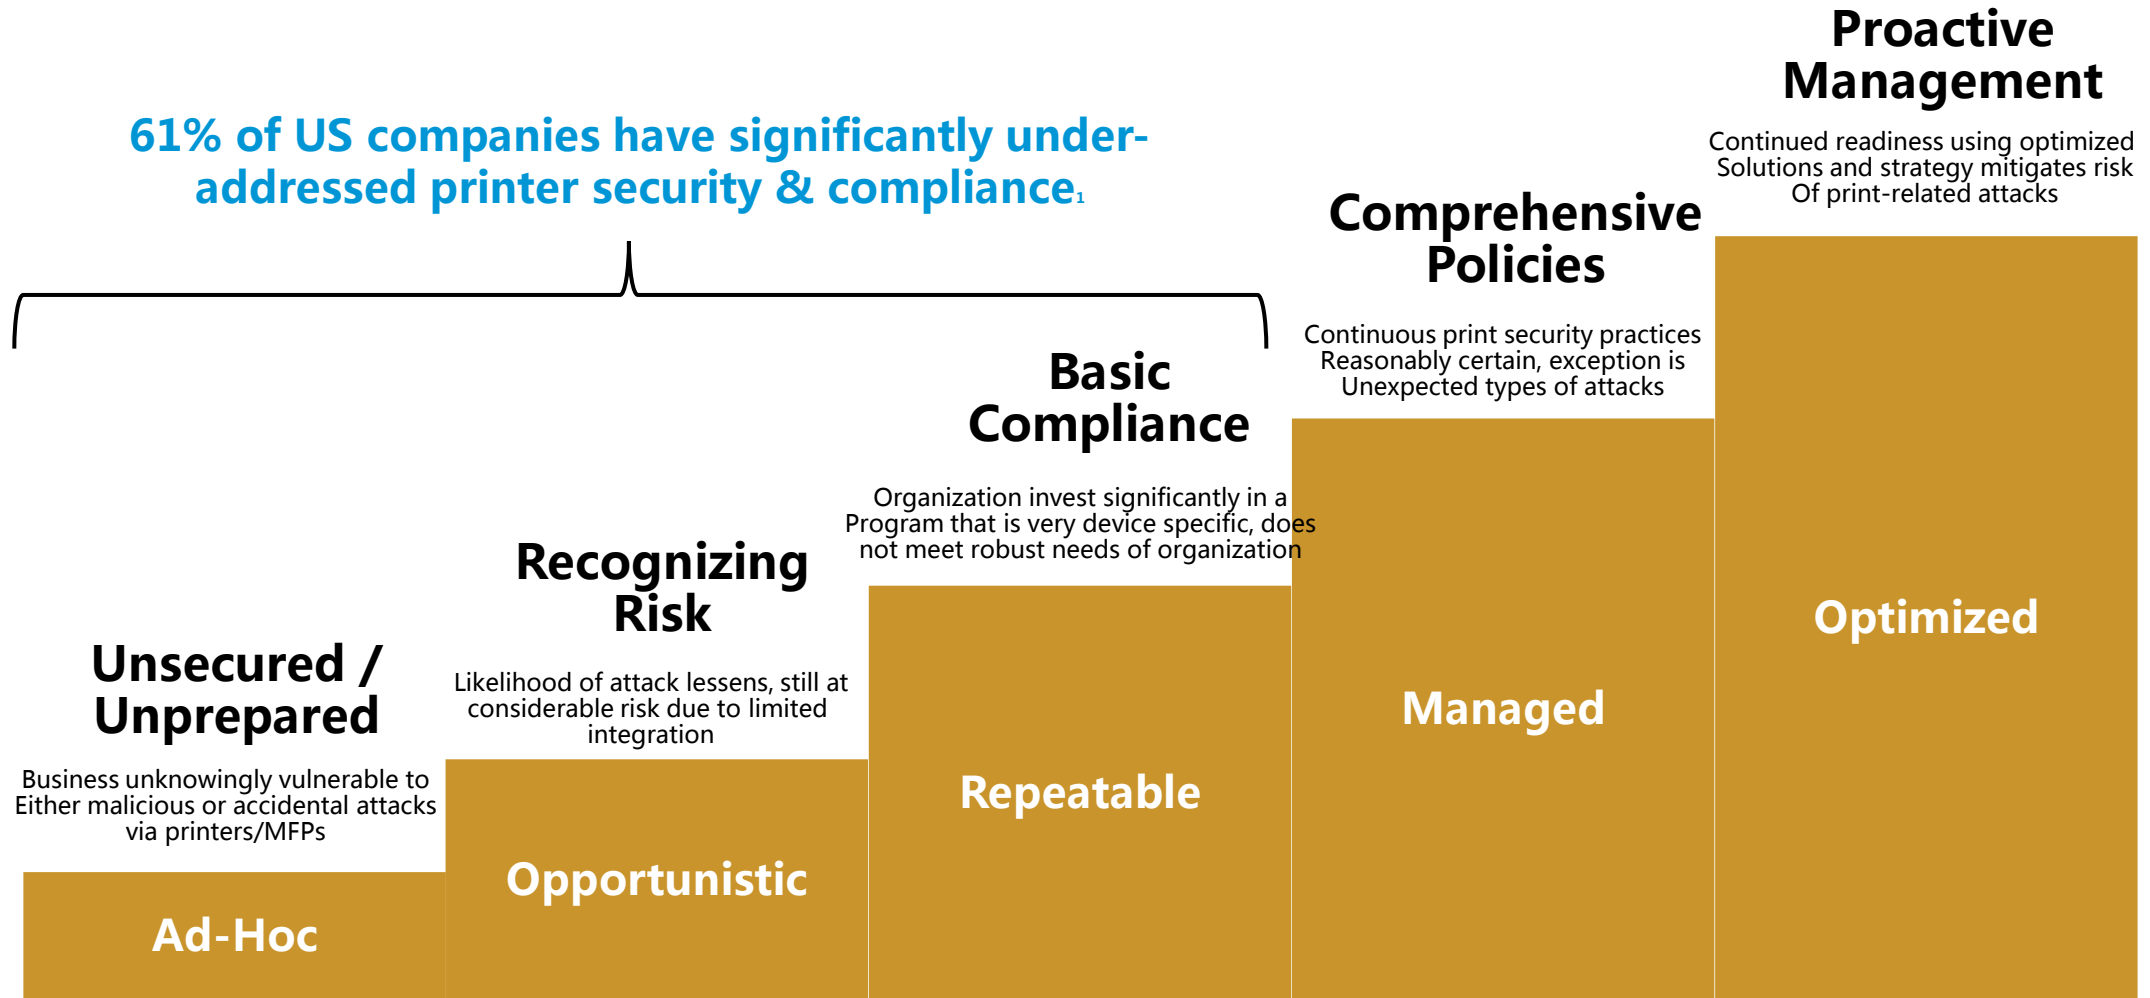 61% of US companies have significantly under-
addressed printer security & compliance1
Unsecured /
Unprepared
Business unknowingly vulnerable to
Either malicious or accidental attacks
via printers/MFPs
Ad-Hoc
Recognizing
Risk
Likelihood of attack lessens, still at
considerable risk due to limited
integration
Opportunistic
Basic
Compliance
Organization invest significantly in a
Program that is very device specific, does
not meet robust needs of organization
Repeatable
Comprehensive
Policies
Continuous print security practices
Reasonably certain, exception is
Unexpected types of attacks
Managed
Proactive
Management
Continued readiness using optimized
Solutions and strategy mitigates risk
Of print-related attacks
Optimized